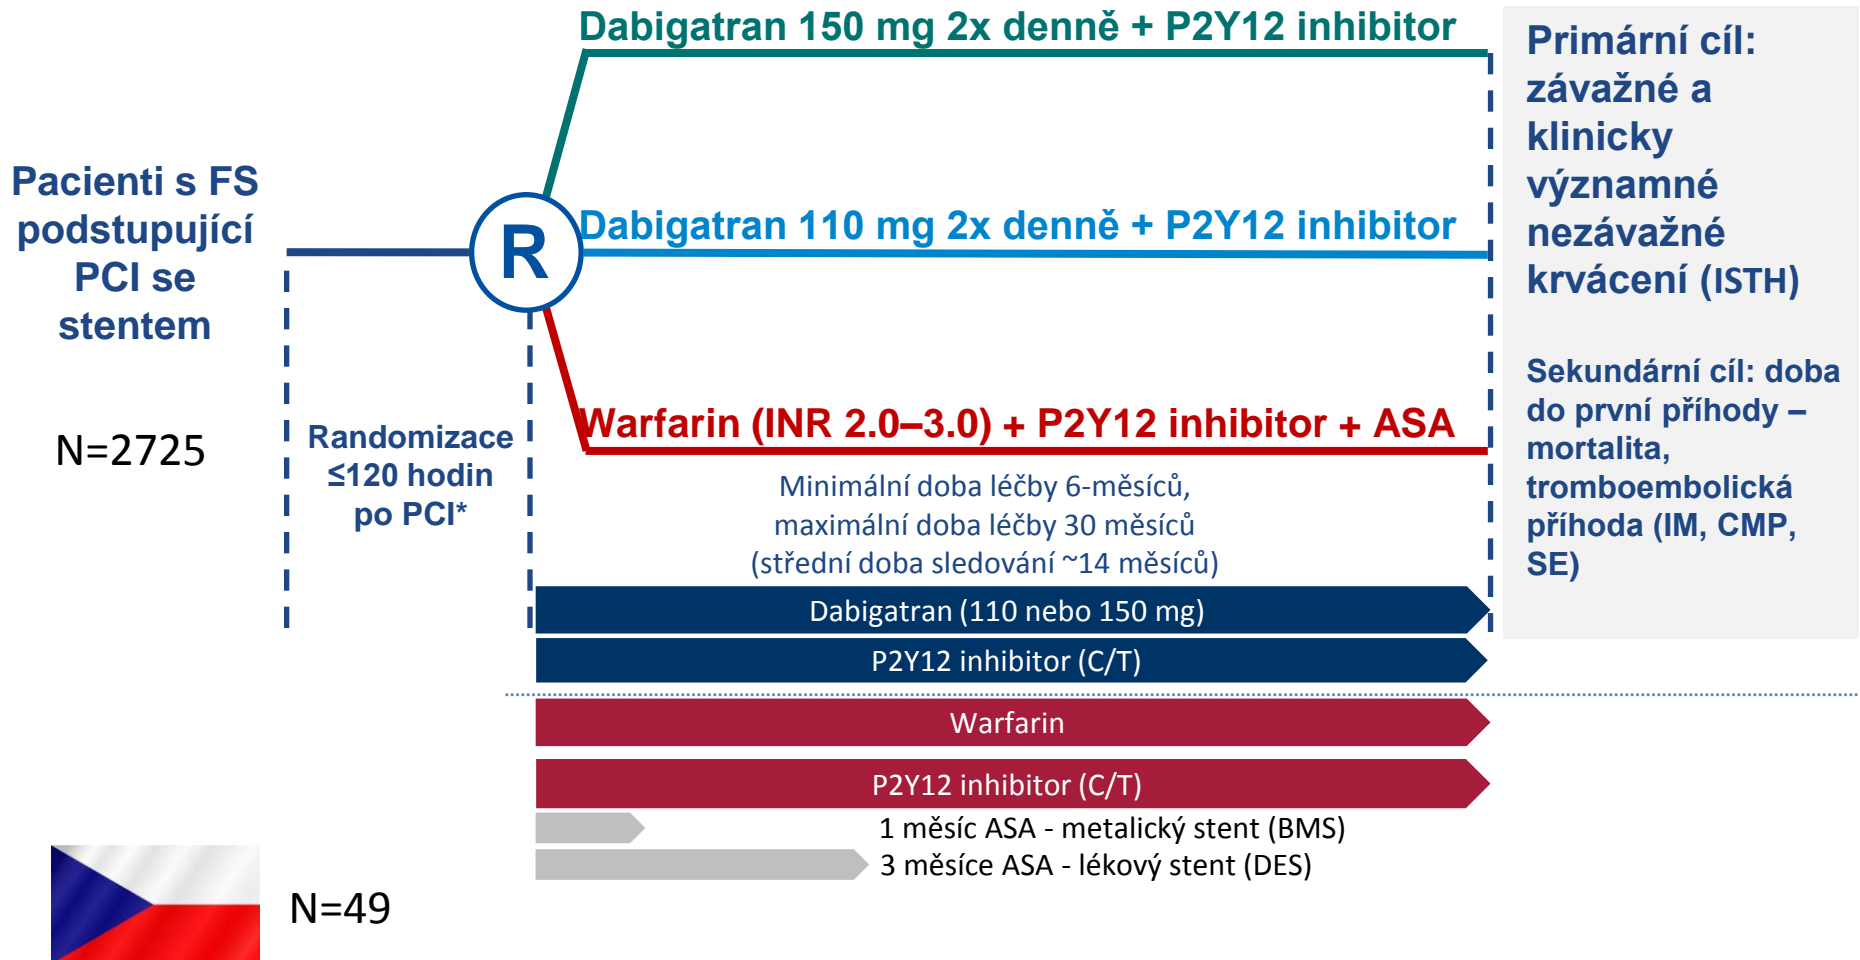 Dabigatran 150 mg 2x denně + P2Y12 inhibitor
Pacienti s FS
podstupující
PCI se
stentem
N=2725
R
Dabigatran 110 mg 2x denně + P2Y12 inhibitor
Warfarin (INR 2.0–3.0) + P2Y12 inhibitor + ASA
Randomizace
≤120 hodin
po PCI*
Minimální doba léčby 6-měsíců,
maximální doba léčby 30 měsíců
(střední doba sledování ~14 měsíců)
Dabigatran (110 nebo 150 mg)
P2Y12 inhibitor (C/T)
Warfarin
P2Y12 inhibitor (C/T)
1 měsíc ASA - metalický stent (BMS)
3 měsíce ASA - lékový stent (DES)
N=49
Primární cíl:
závažné a
klinicky
významné
nezávažné
krvácení (ISTH)
Sekundární cíl: doba
do první příhody –
mortalita,
tromboembolická
příhoda (IM, CMP,
SE)